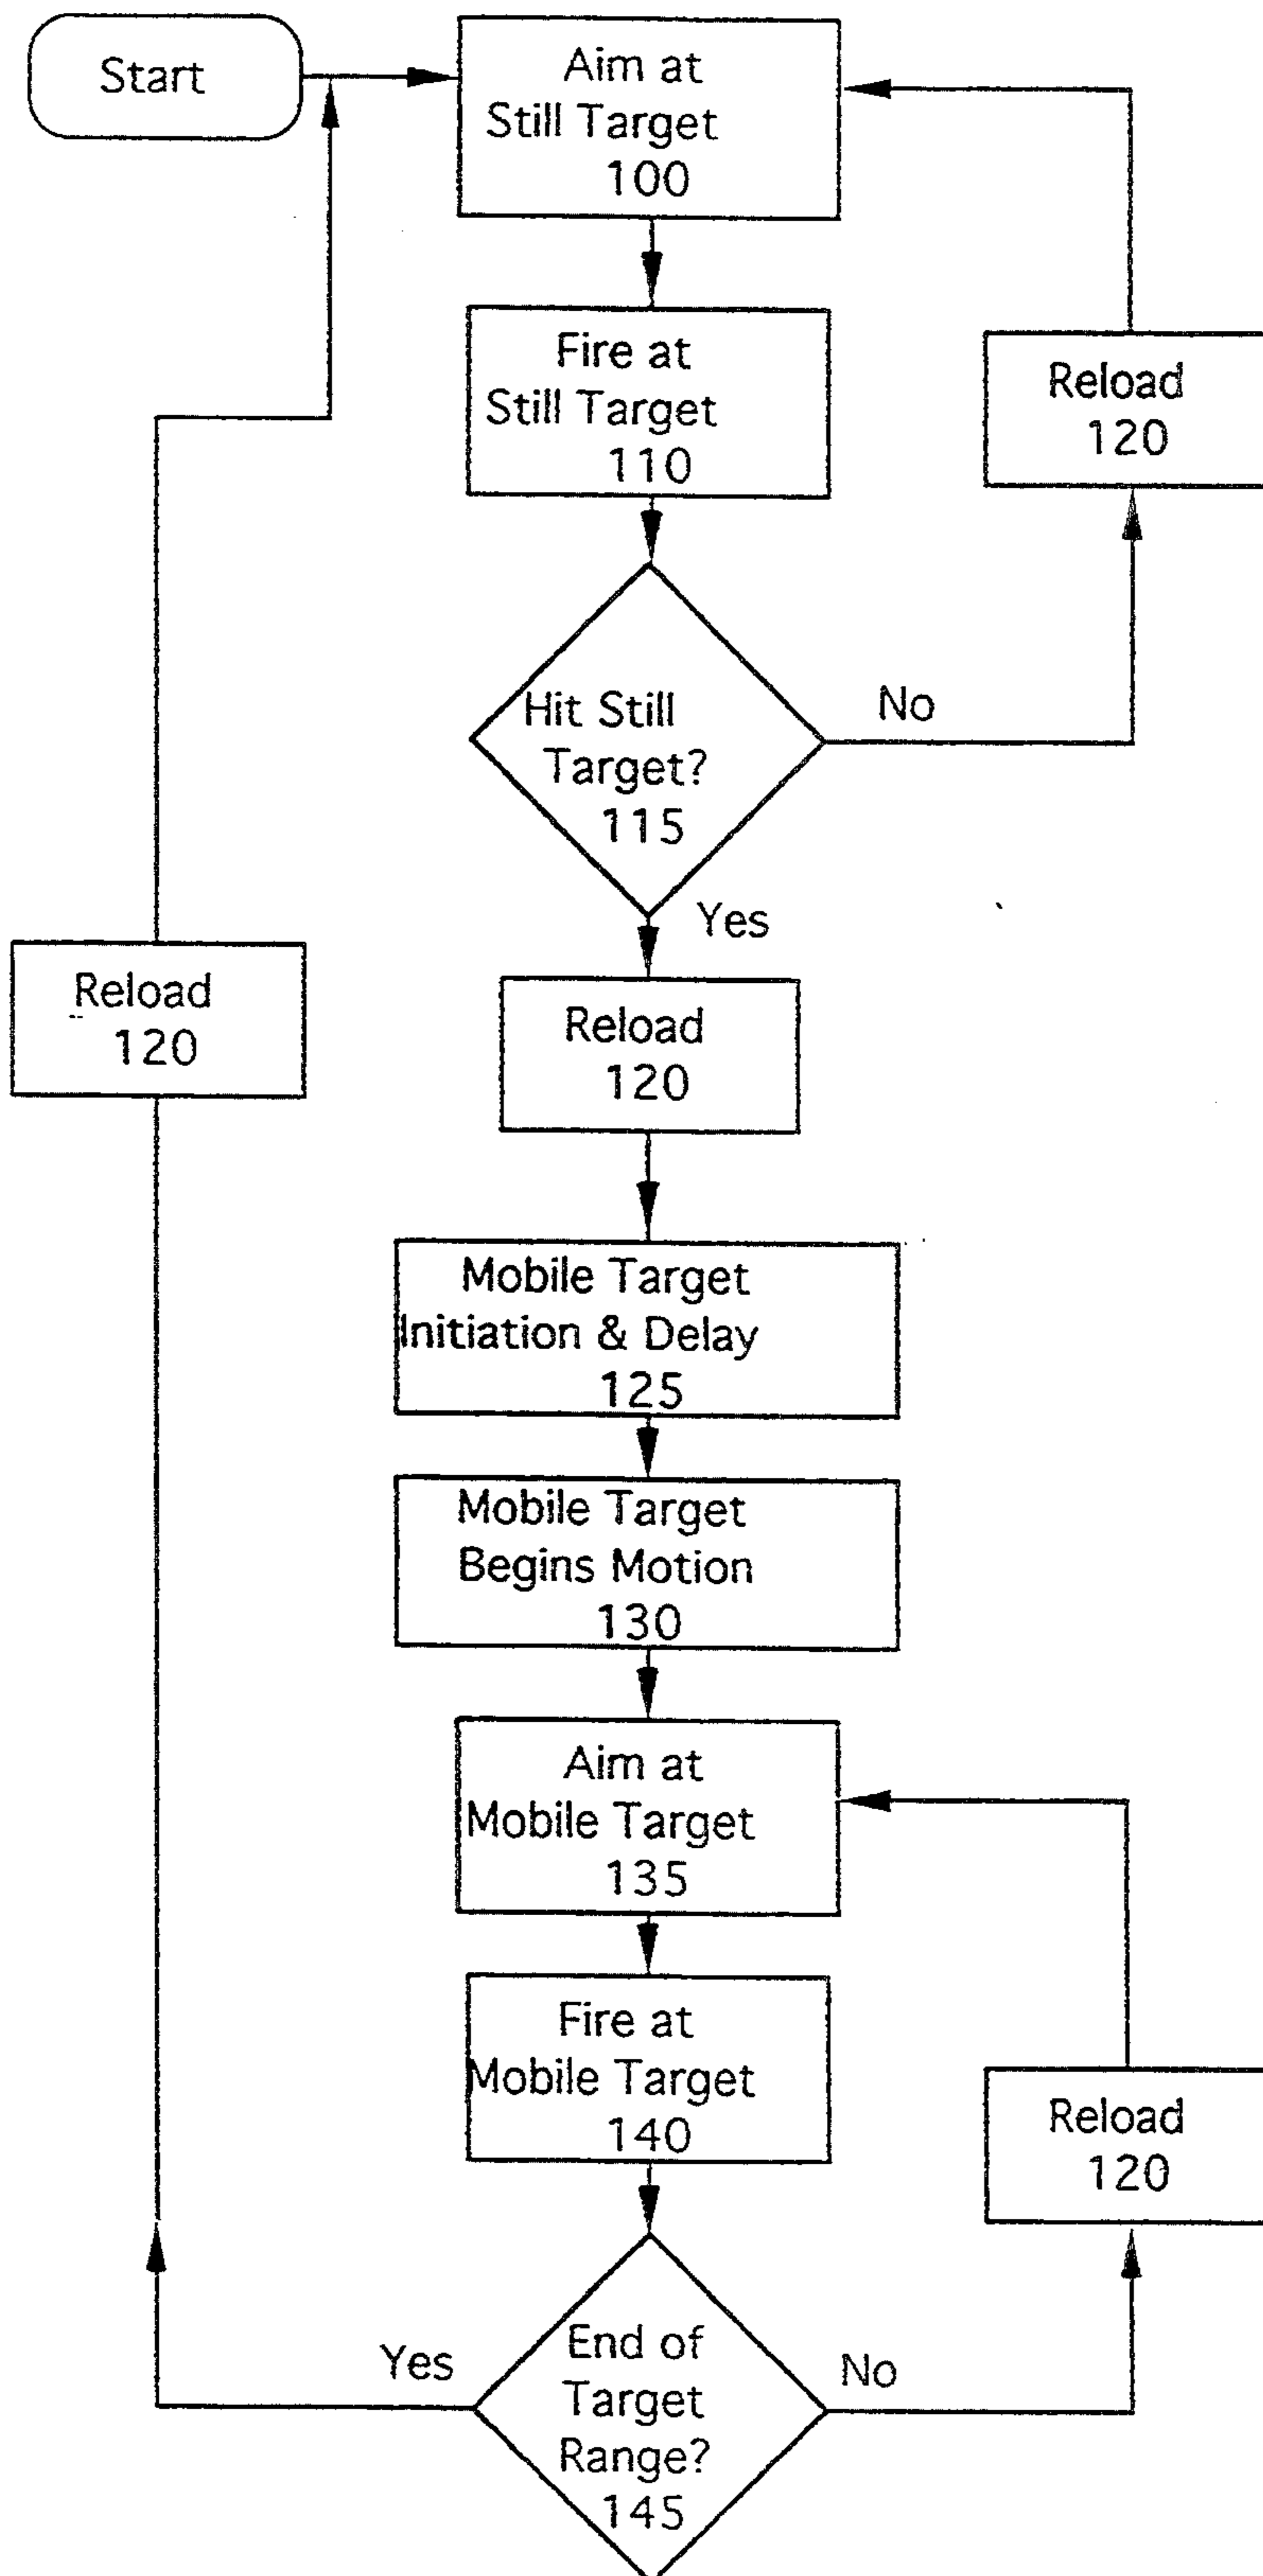 Start
Aim at
Still Target
100
Fire at
Still Target
110
Reload
120
Hit Still
Target?
115
No
Yes
Reload
120
Reload
120
Mobile Target
Initiation & Delay
125
Mobile Target
Begins Motion
130
Aim at
Mobile Target
135
Fire at
Mobile Target
140
Reload
120
Yes
End of
Target
Range?
145
No